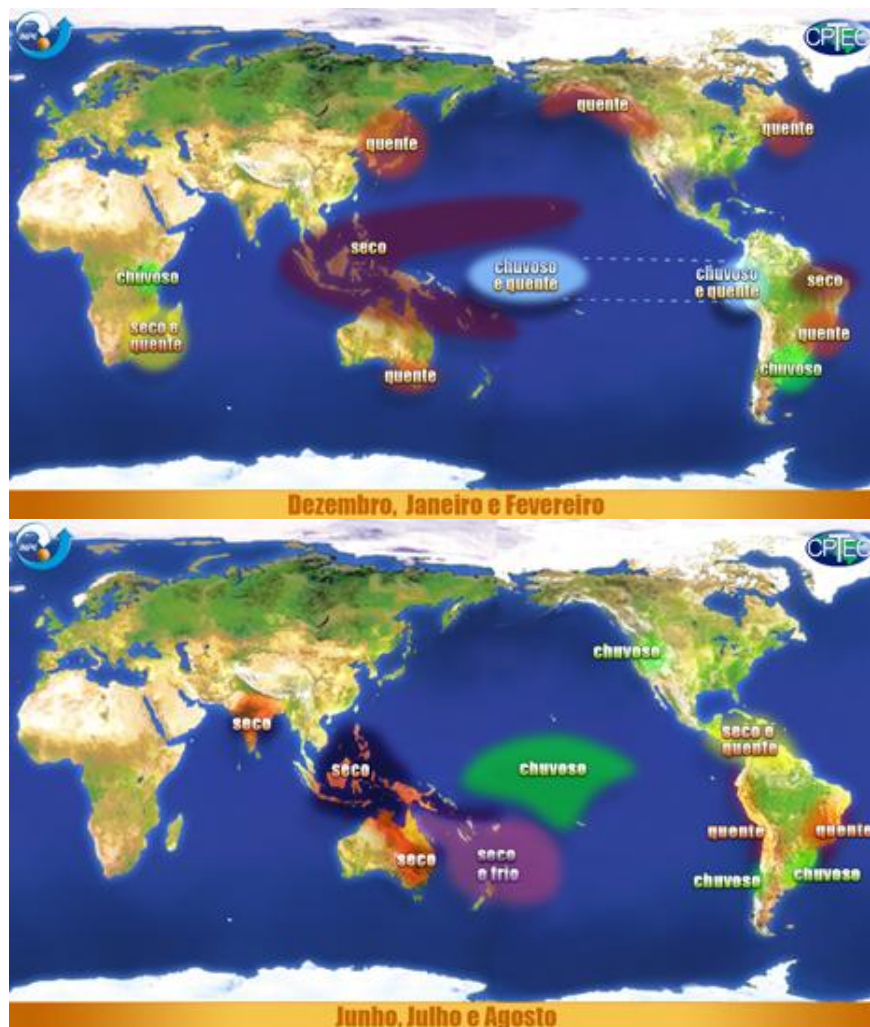 CPTEC
quente
quente
quente
seco
chuvoso
e quente
chuvoso
e quente
chuvoso
seco
seco e
quente
quente
quente
chuvoso
Dezembro, Janeiro e Fevereiro
CPTEC
chuvoso
seco
seco e
quente
seco
chuvoso
quente
quente
seco
seco
e frio
chuvoso
chuvoso
Junho, Julho e Agosto